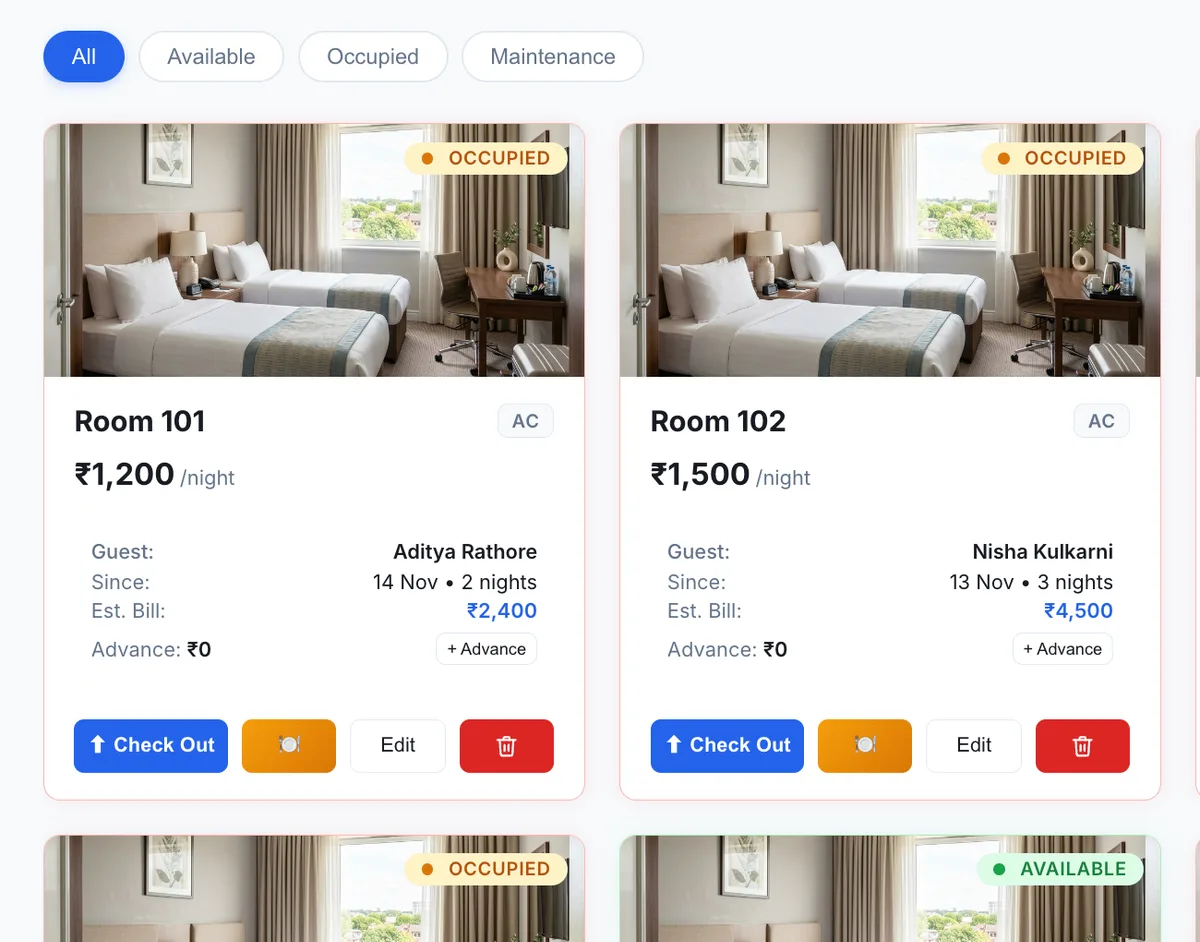 All Available Occupied Maintenance
OCCUPIED
Room 101 AC
₹1,200 /night
Guest: Aditya Rathore
Since: 14 Nov • 2 nights
Est. Bill: ₹2,400
Advance: ₹0 + Advance
⬆ Check Out 🍽️ Edit
OCCUPIED
Room 102 AC
₹1,500 /night
Guest: Nisha Kulkarni
Since: 13 Nov • 3 nights
Est. Bill: ₹4,500
Advance: ₹0 + Advance
⬆ Check Out 🍽️ Edit
OCCUPIED
AVAILABLE